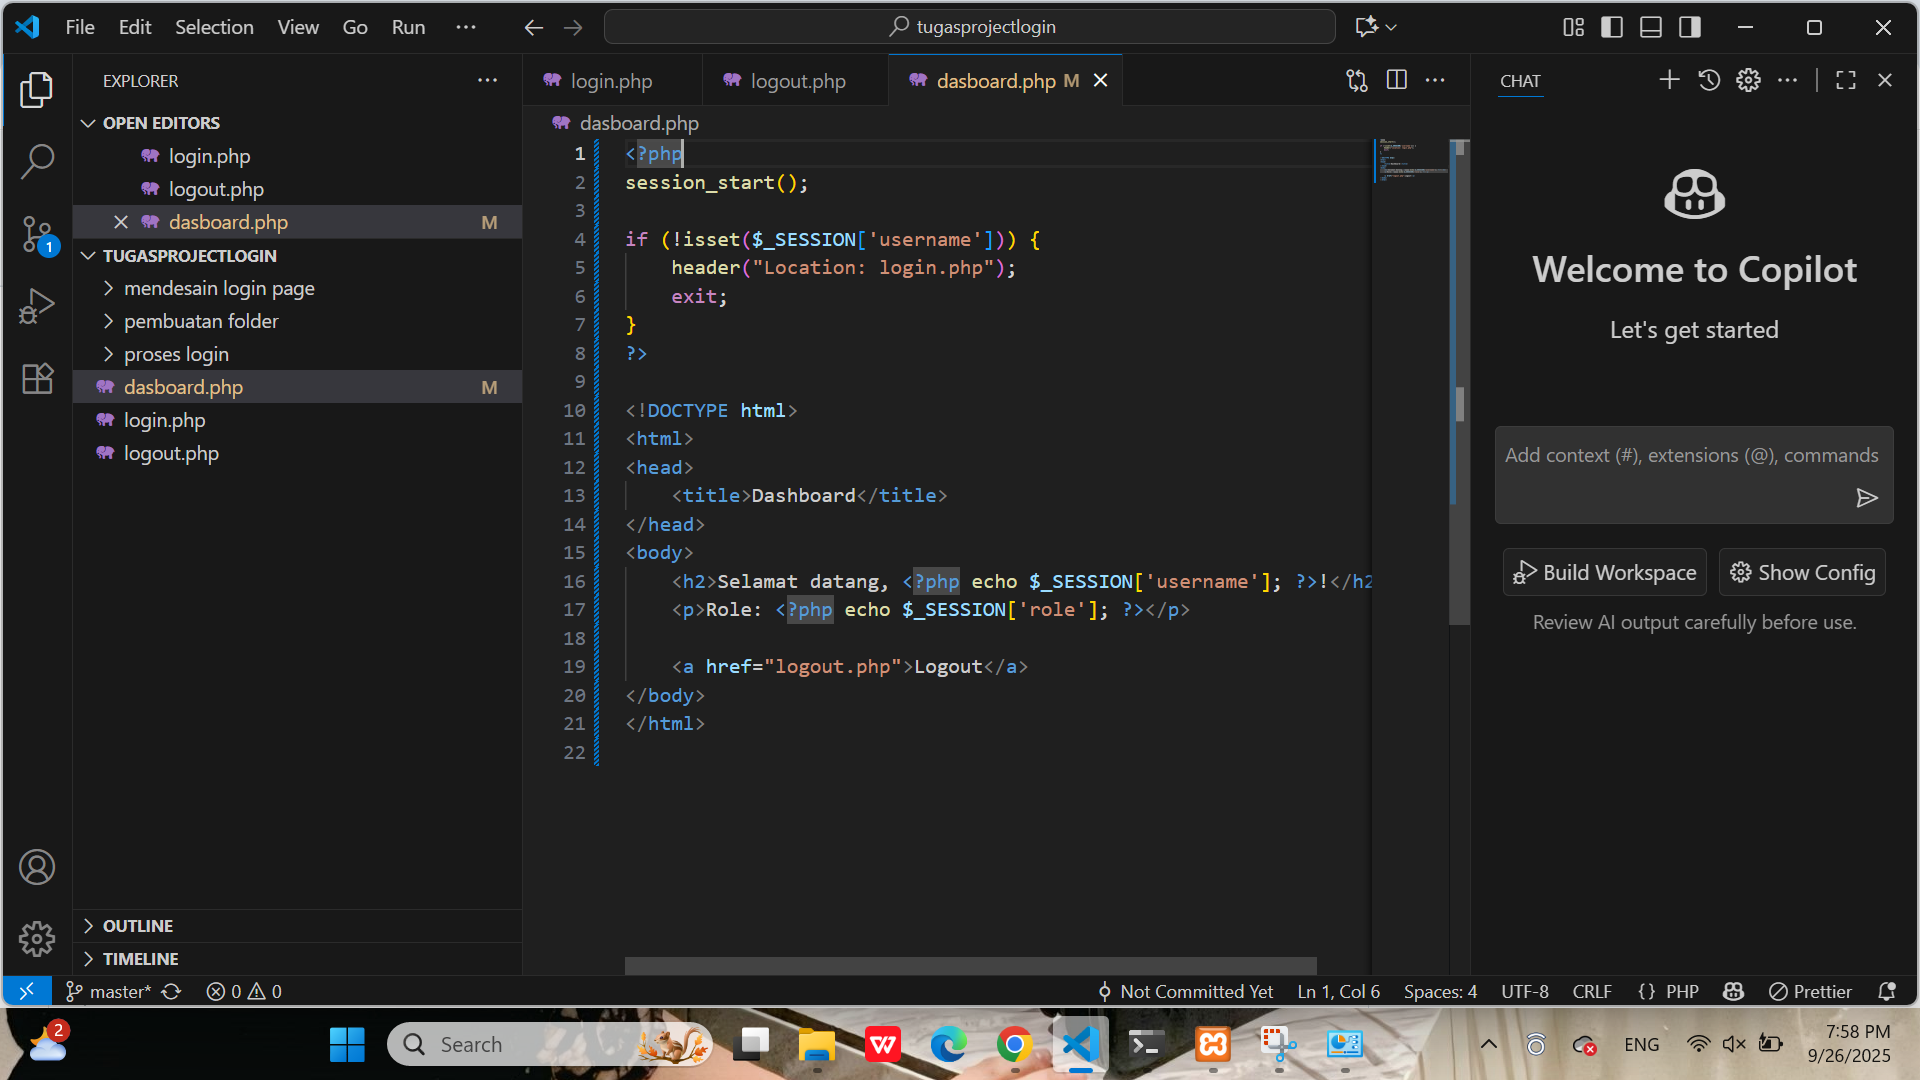 File Edit Selection View Go Run ··· tugasprojectlogin
EXPLORER
OPEN EDITORS
login.php
logout.php
dasboard.php M
TUGASPROJECTLOGIN
mendesain login page
pembuatan folder
proses login
dasboard.php M
login.php
logout.php
OUTLINE
TIMELINE
1
login.php logout.php dasboard.php M
dasboard.php
1 <?php
2 session_start();
3
4 if (!isset($_SESSION['username'])) {
5     header("Location: login.php");
6     exit;
7 }
8 ?>
9
10 <!DOCTYPE html>
11 <html>
12 <head>
13     <title>Dashboard</title>
14 </head>
15 <body>
16     <h2>Selamat datang, <?php echo $_SESSION['username']; ?>!</h2
17     <p>Role: <?php echo $_SESSION['role']; ?></p>
18
19     <a href="logout.php">Logout</a>
20 </body>
21 </html>
22
CHAT
Welcome to Copilot
Let's get started
Add context (#), extensions (@), commands
Build Workspace Show Config
Review AI output carefully before use.
master* 0 0 Not Committed Yet Ln 1, Col 6 Spaces: 4 UTF-8 CRLF {} PHP Prettier
2 Search W ENG 7:58 PM
9/26/2025